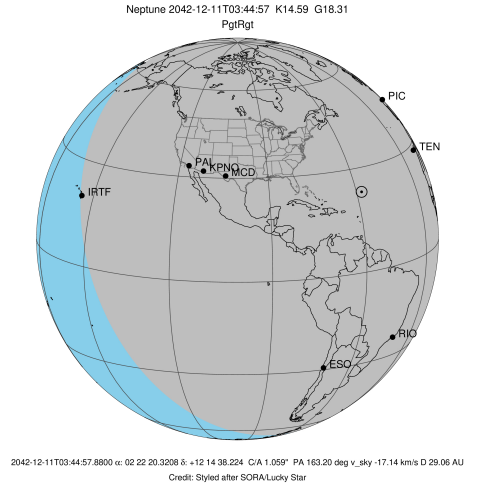 Neptune 2042-12-11T03:44:57 K14.59 G18.31
PgtRgt
PIC
TEN
PAL
KPNO
MCD
IRTF
RIO
ESO
2042-12-11T03:44:57.8800 α: 02 22 20.3208 δ: +12 14 38.224 C/A 1.059" PA 163.20 deg v_sky -17.14 km/s D 29.06 AU
Credit: Styled after SORA/Lucky Star